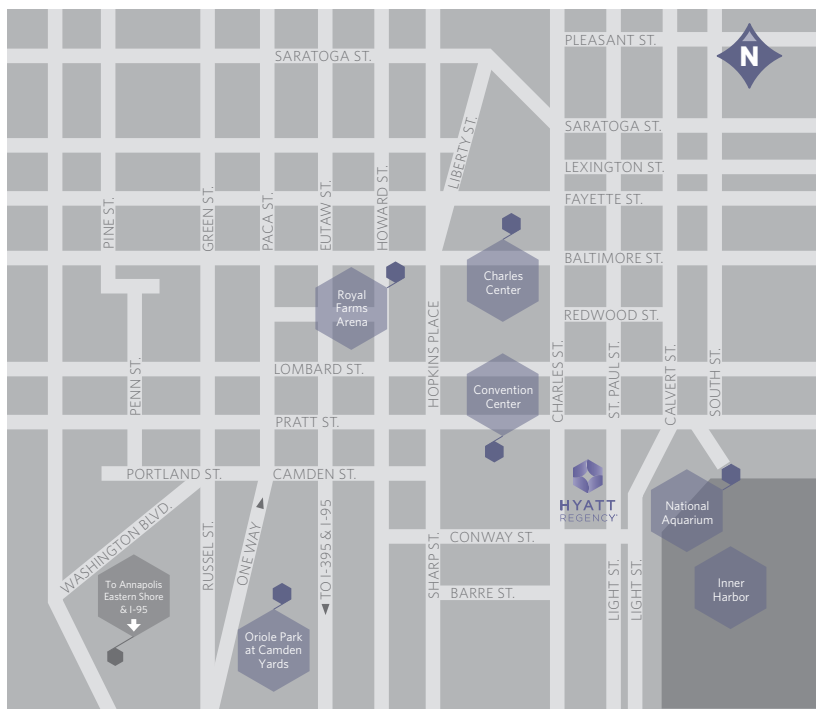 PLEASANT ST.
N
SARATOGA ST.
SARATOGA ST.
LIBERTY ST.
LEXINGTON ST.
FAYETTE ST.
PINE ST.
GREEN ST.
PACA ST.
EUTAW ST.
HOWARD ST.
BALTIMORE ST.
Charles
Center
Royal
Farms
Arena
REDWOOD ST.
HOPKINS PLACE
LOMBARD ST.
PENN ST.
CHARLES ST.
ST. PAUL ST.
CALVERT ST.
SOUTH ST.
Convention
Center
PRATT ST.
PORTLAND ST.
CAMDEN ST.
HYATT
REGENCY®
National
Aquarium
WASHINGTON BLVD.
RUSSEL ST.
ONE WAY
TO I-395 & I-95
SHARP ST.
CONWAY ST.
LIGHT ST.
LIGHT ST.
To Annapolis
Eastern Shore
& I-95
BARRE ST.
Inner
Harbor
Oriole Park
at Camden
Yards